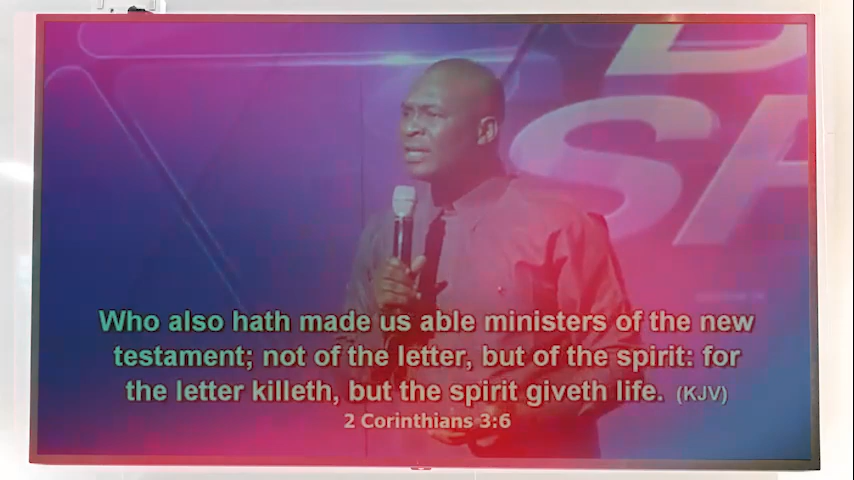 SA
Who also hath made us able ministers of the new
testament; not of the letter, but of the spirit: for
the letter killeth, but the spirit giveth life. (KJV)
2 Corinthians 3:6